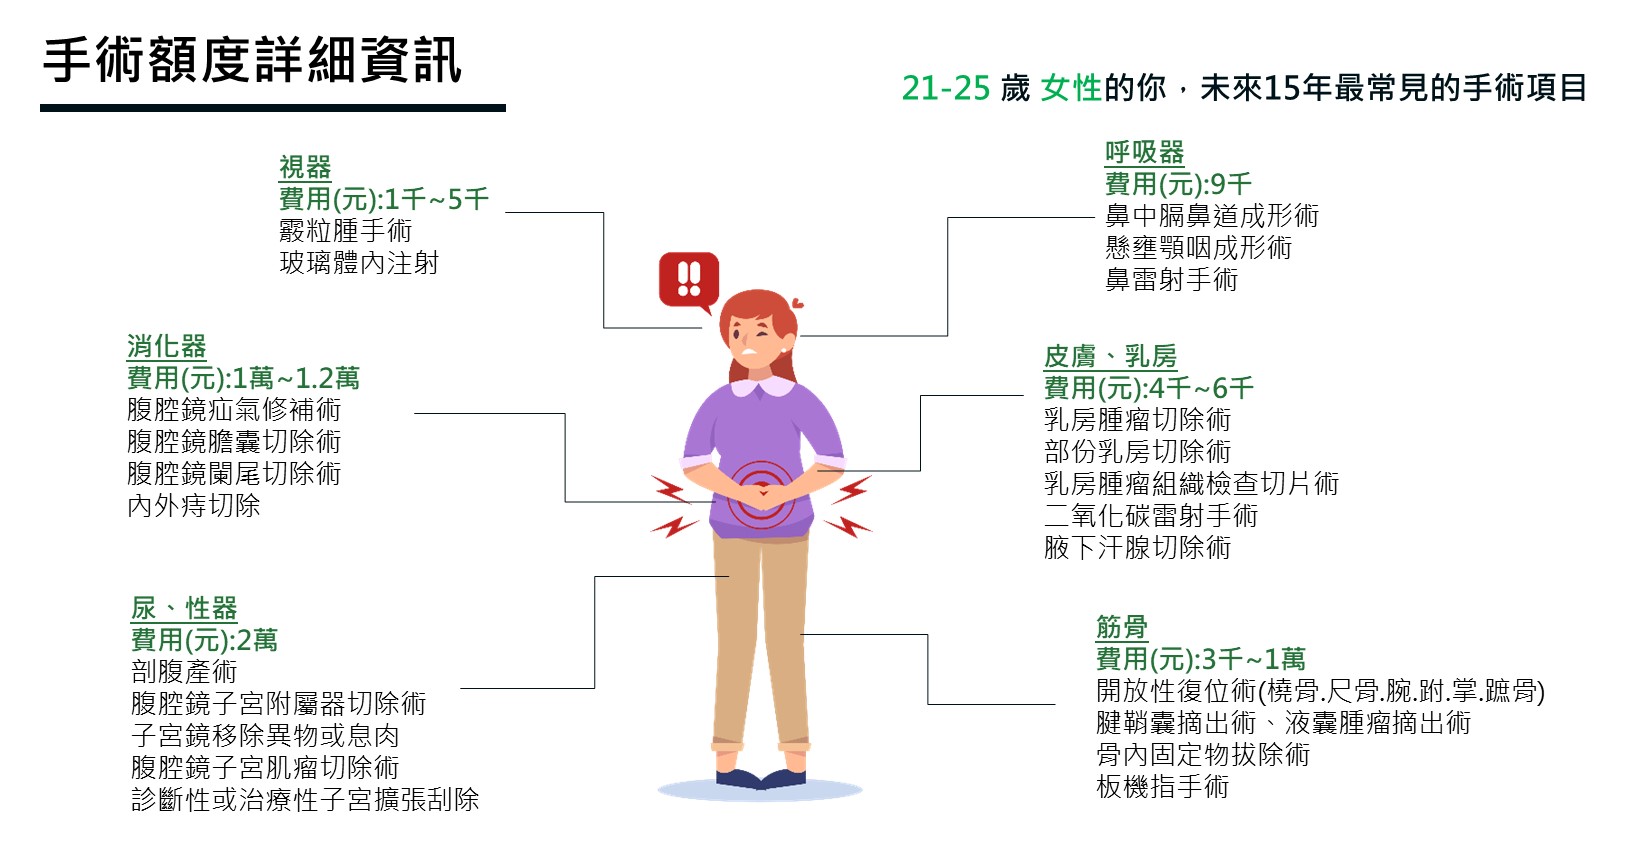 手術額度詳細資訊
21-25 歲 女性的你，未來15年最常見的手術項目
視器
費用(元):1千~5千
霰粒腫手術
玻璃體內注射
呼吸器
費用(元):9千
鼻中膈鼻道成形術
懸壅顎咽成形術
鼻雷射手術
消化器
費用(元):1萬~1.2萬
腹腔鏡疝氣修補術
腹腔鏡膽囊切除術
腹腔鏡闌尾切除術
內外痔切除
皮膚、乳房
費用(元):4千~6千
乳房腫瘤切除術
部份乳房切除術
乳房腫瘤組織檢查切片術
二氧化碳雷射手術
腋下汗腺切除術
尿、性器
費用(元):2萬
剖腹產術
腹腔鏡子宮附屬器切除術
子宮鏡移除異物或息肉
腹腔鏡子宮肌瘤切除術
診斷性或治療性子宮擴張刮除
筋骨
費用(元):3千~1萬
開放性復位術(橈骨.尺骨.腕.跗.掌.蹠骨)
腱鞘囊摘出術、液囊腫瘤摘出術
骨內固定物拔除術
板機指手術